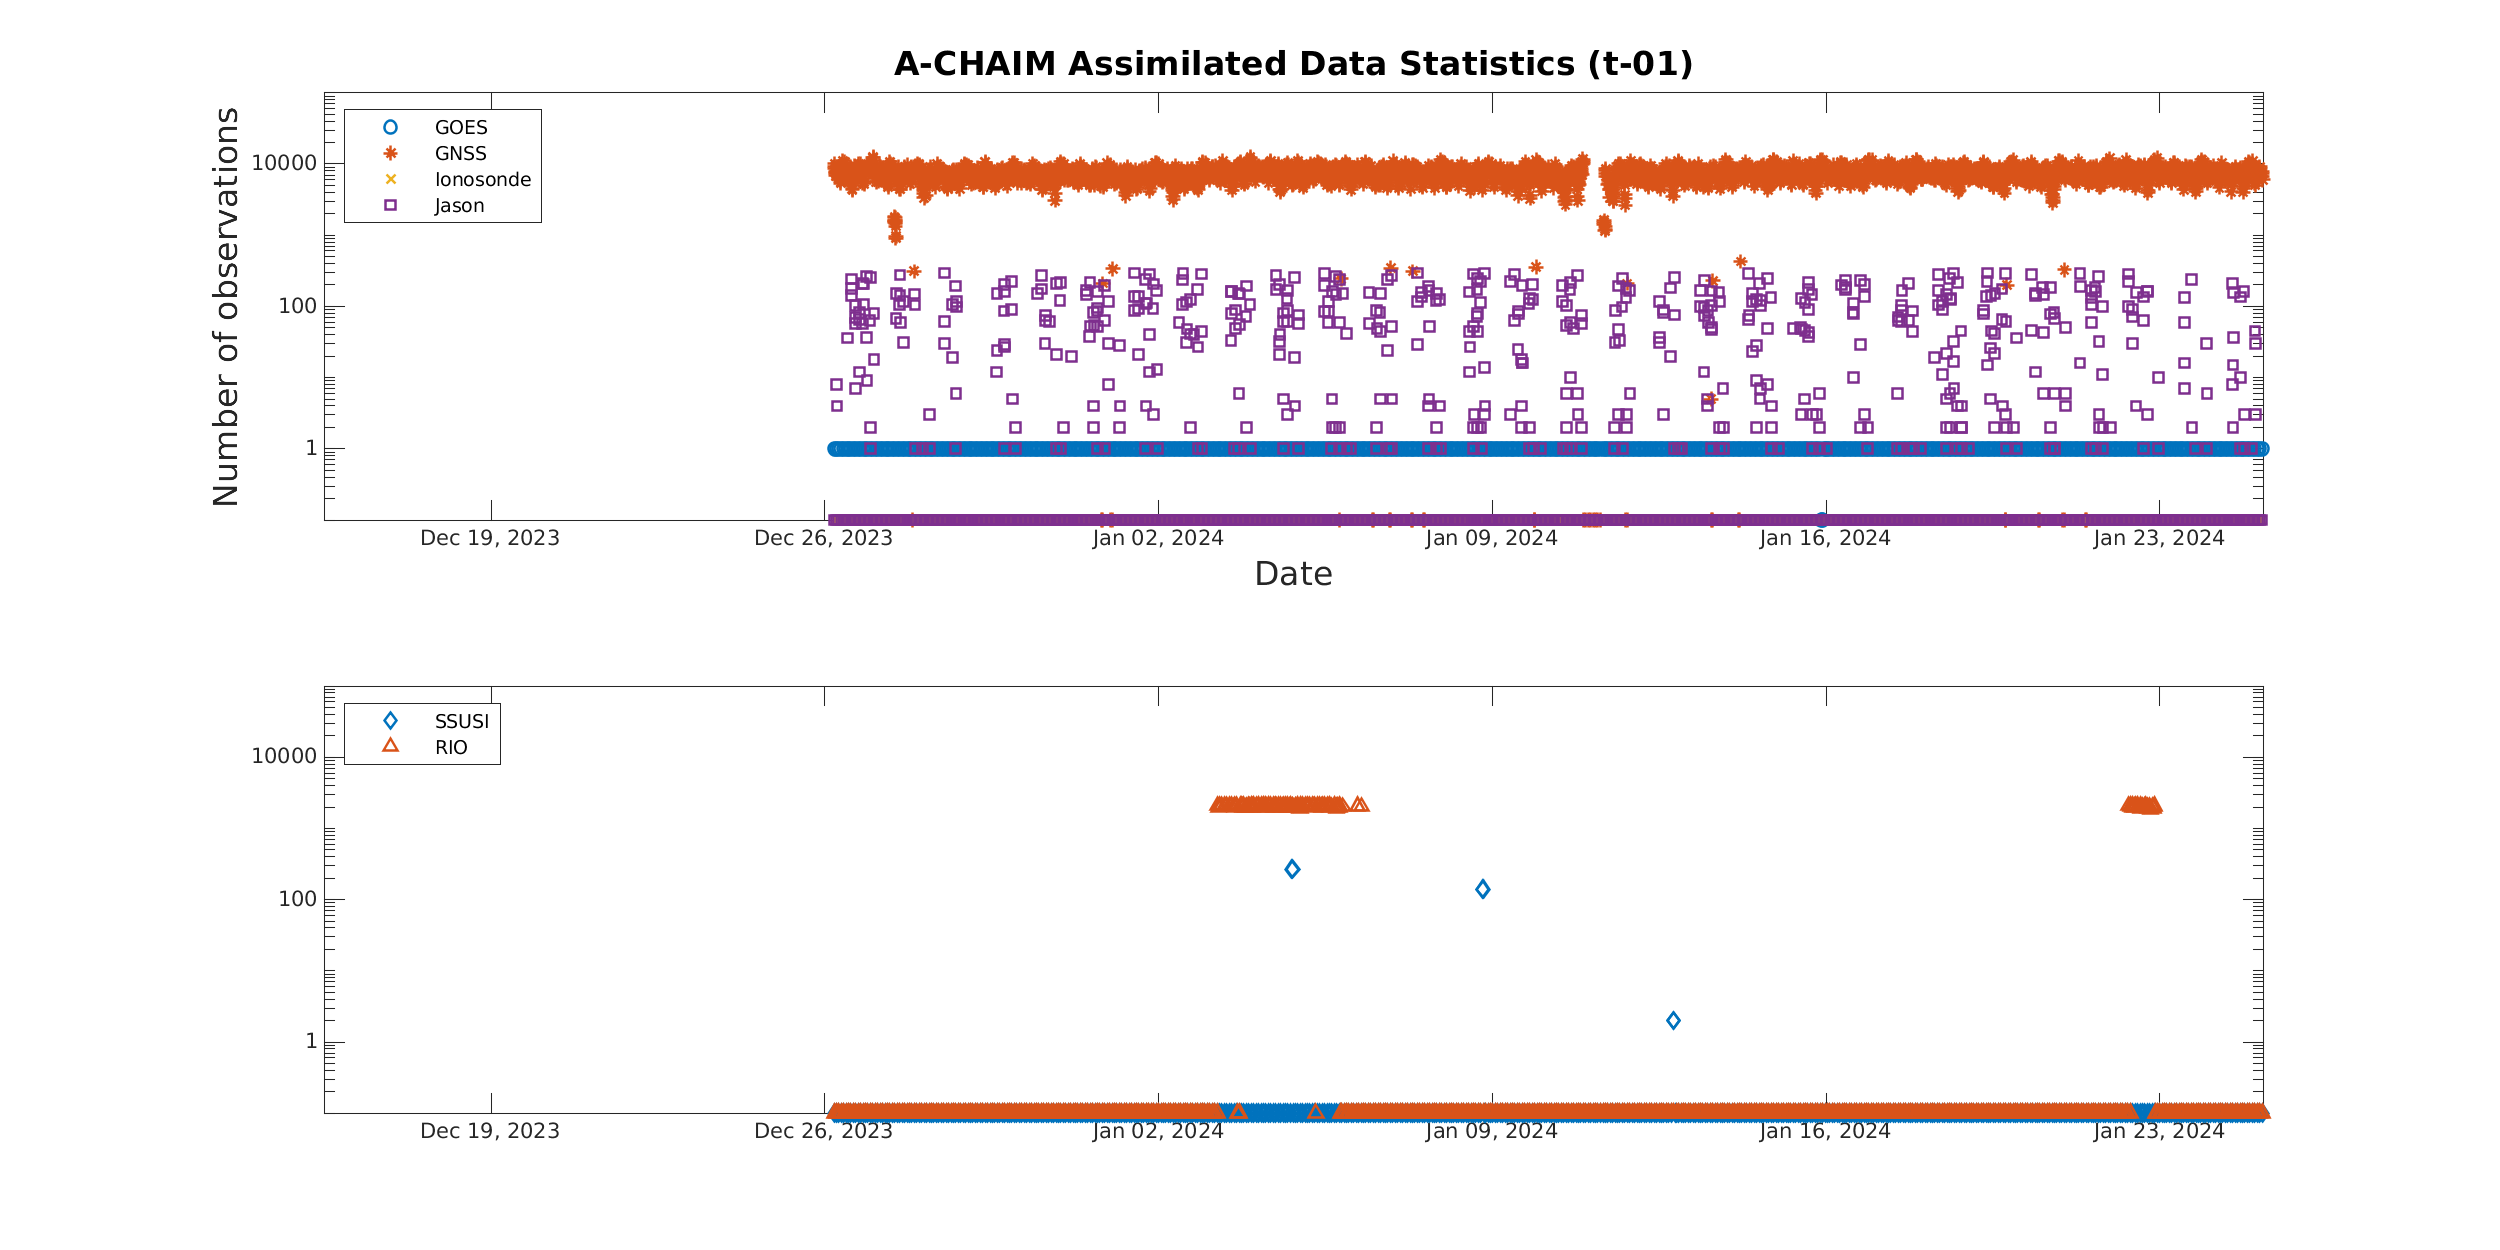 A-CHAIM Assimilated Data Statistics (t-01)
Number of observations
10000
100
1
GOES
GNSS
Ionosonde
Jason
Dec 19, 2023
Dec 26, 2023
Jan 02, 2024
Jan 09, 2024
Jan 16, 2024
Jan 23, 2024
Date
10000
100
1
SSUSI
RIO
Dec 19, 2023
Dec 26, 2023
Jan 02, 2024
Jan 09, 2024
Jan 16, 2024
Jan 23, 2024